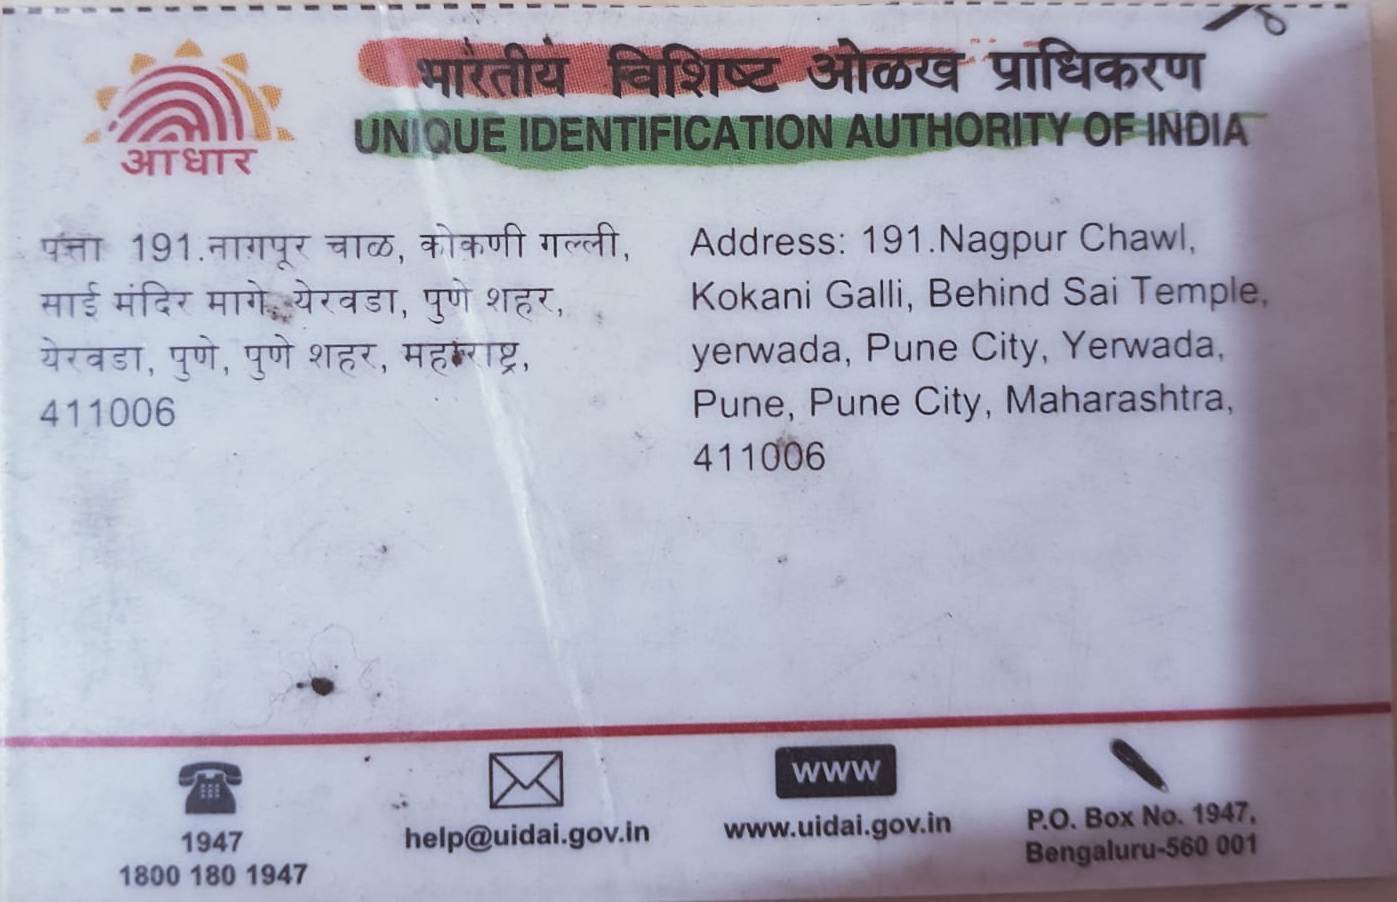 भारतीय विशिष्ट ओळख प्राधिकरण
UNIQUE IDENTIFICATION AUTHORITY OF INDIA
आधार
पत्ता 191.नागपूर चाळ, कोकणी गल्ली,
साई मंदिर मागे, येरवडा, पुणे शहर,
येरवडा, पुणे, पुणे शहर, महाराष्ट्र,
411006
Address: 191.Nagpur Chawl,
Kokani Galli, Behind Sai Temple,
yerwada, Pune City, Yerwada,
Pune, Pune City, Maharashtra,
411006
1947
1800 180 1947
help@uidai.gov.in
www
www.uidai.gov.in
P.O. Box No. 1947,
Bengaluru-560 001